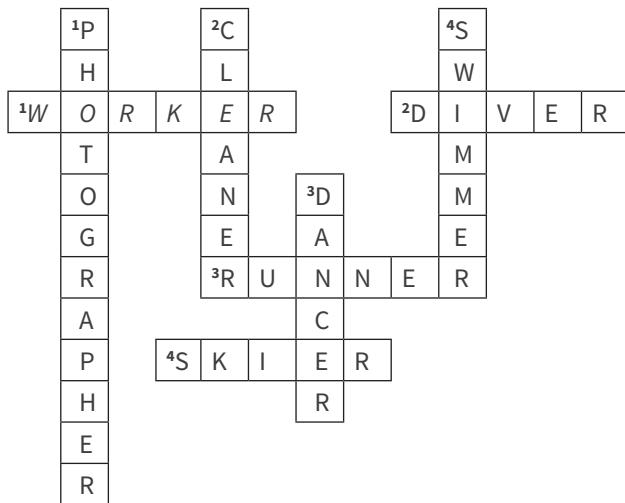 ¹P ²C ⁴S
H L W
¹W O R K E R ²D I V E R
T A M
O N ³D M
G E A E
R ³R U N N E R
A C
P ⁴S K I E R
H R
E
R